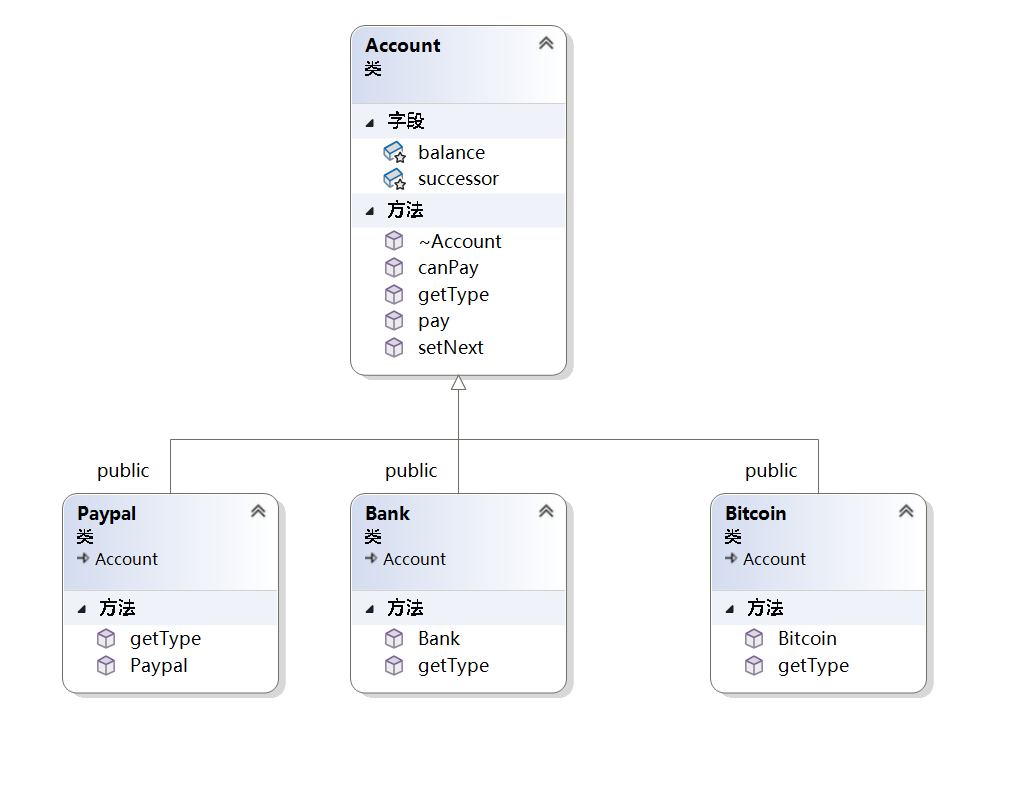 Account
类
字段
balance
successor
方法
~Account
canPay
getType
pay
setNext
public
public
public
Paypal
类
Account
方法
getType
Paypal
Bank
类
Account
方法
Bank
getType
Bitcoin
类
Account
方法
Bitcoin
getType